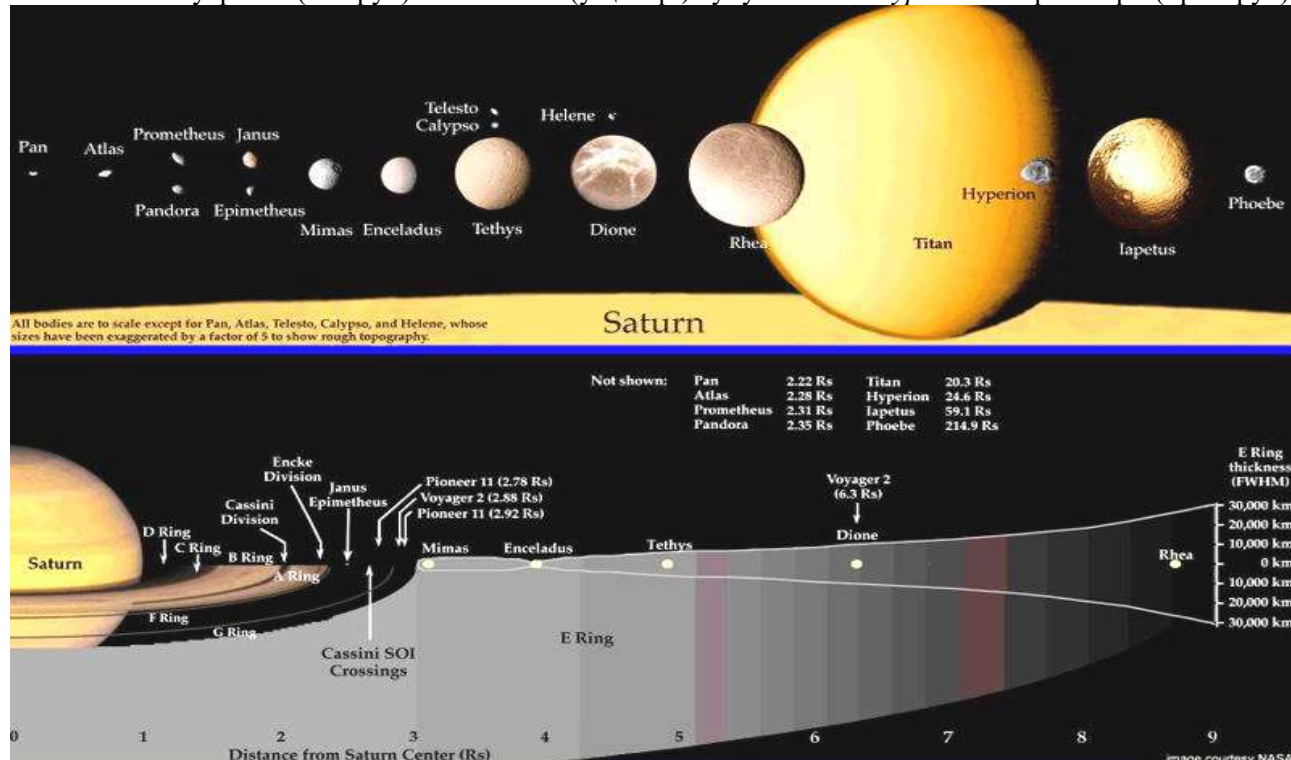 Telesto
Calypso
Helene
Prometheus Janus
Pan
Atlas
Pandora Epimetheus
Mimas Enceladus
Tethys
Dione
Rhea
Titan
Hyperion
Iapetus
Phoebe
All bodies are to scale except for Pan, Atlas, Telesto, Calypso, and Helene, whose
sizes have been exaggerated by a factor of 5 to show rough topography.
Saturn
Not shown: Pan 2.22 Rs Titan 20.3 Rs
Atlas 2.28 Rs Hyperion 24.6 Rs
Prometheus 2.31 Rs Iapetus 59.1 Rs
Pandora 2.35 Rs Phoebe 214.9 Rs
Saturn
D Ring
C Ring
B Ring
Cassini
Division
A Ring
Encke
Division
Janus
Epimetheus
F Ring
G Ring
Pioneer 11 (2.78 Rs)
Voyager 2 (2.88 Rs)
Pioneer 11 (2.92 Rs)
Cassini SOI
Crossings
Mimas
Enceladus
Tethys
Voyager 2
(6.3 Rs)
Dione
Rhea
E Ring
E Ring
thickness
(FWHM)
30,000 km
20,000 km
10,000 km
0 km
10,000 km
20,000 km
30,000 km
0 1 2 3 4 5 6 7 8 9
Distance from Saturn Center (Rs)
image courtesy NASA